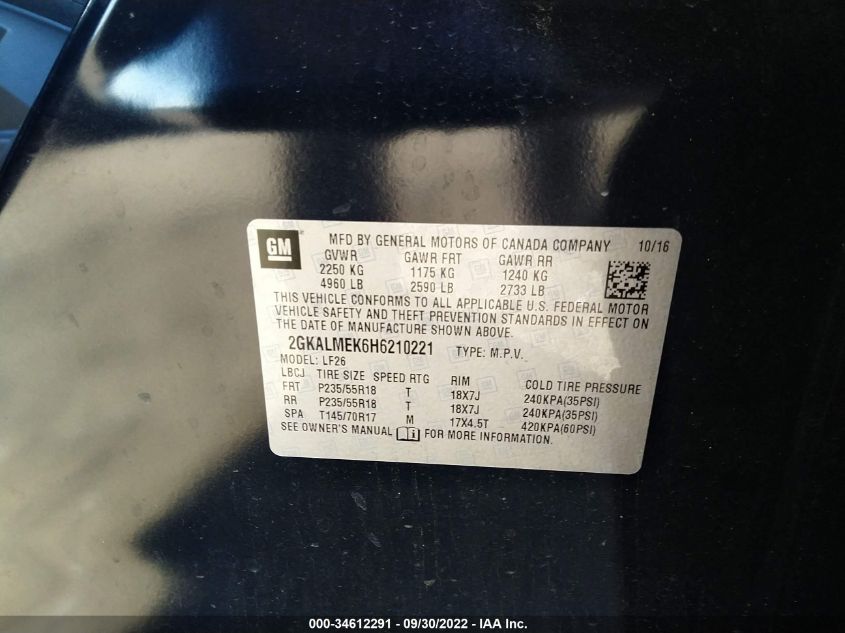 GM
MFD BY GENERAL MOTORS OF CANADA COMPANY 10/16
GVWR GAWR FRT GAWR RR
2250 KG 1175 KG 1240 KG
4960 LB 2590 LB 2733 LB
THIS VEHICLE CONFORMS TO ALL APPLICABLE U.S. FEDERAL MOTOR
VEHICLE SAFETY AND THEFT PREVENTION STANDARDS IN EFFECT ON
THE DATE OF MANUFACTURE SHOWN ABOVE.
2GKALMEK6H6210221 TYPE: M.P.V.
MODEL: LF26
LBCJ TIRE SIZE SPEED RTG RIM COLD TIRE PRESSURE
FRT P235/55R18 T 18X7J 240KPA(35PSI)
RR P235/55R18 T 18X7J 240KPA(35PSI)
SPA T145/70R17 M 17X4.5T 420KPA(60PSI)
SEE OWNER'S MANUAL FOR MORE INFORMATION.
000-34612291 - 09/30/2022 - IAA Inc.